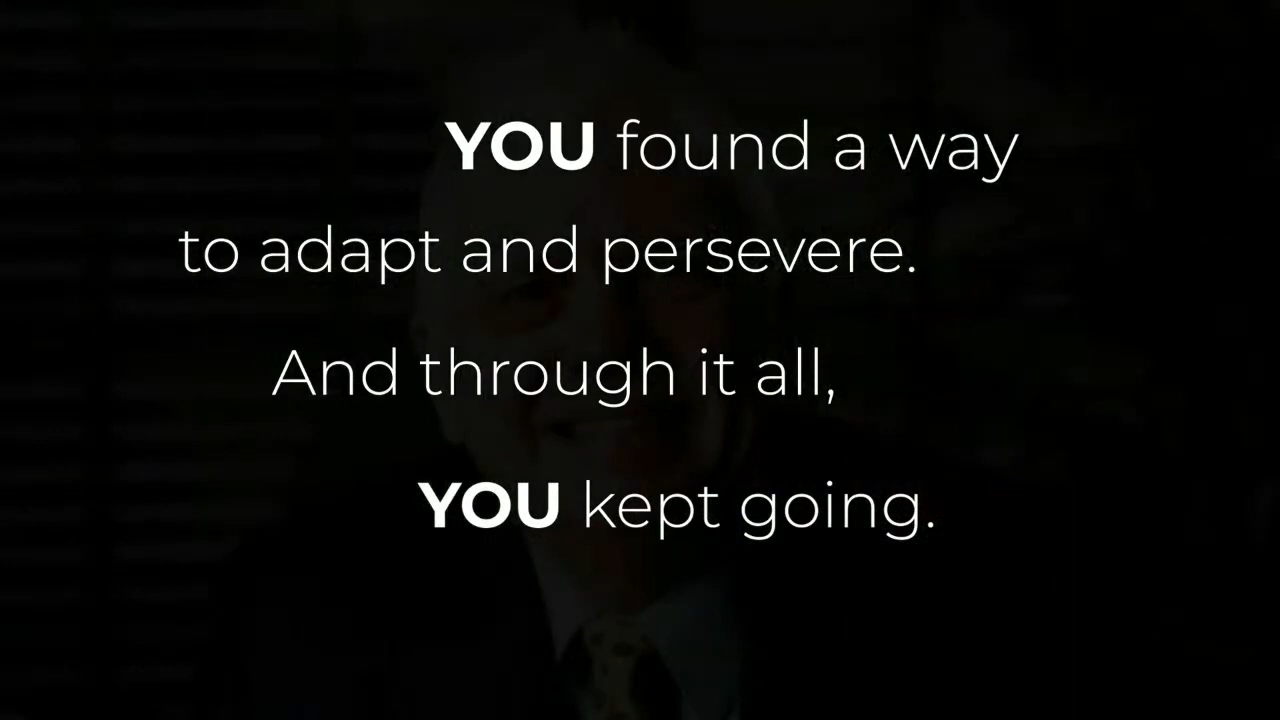 YOU found a way
to adapt and persevere.
And through it all,
YOU kept going.